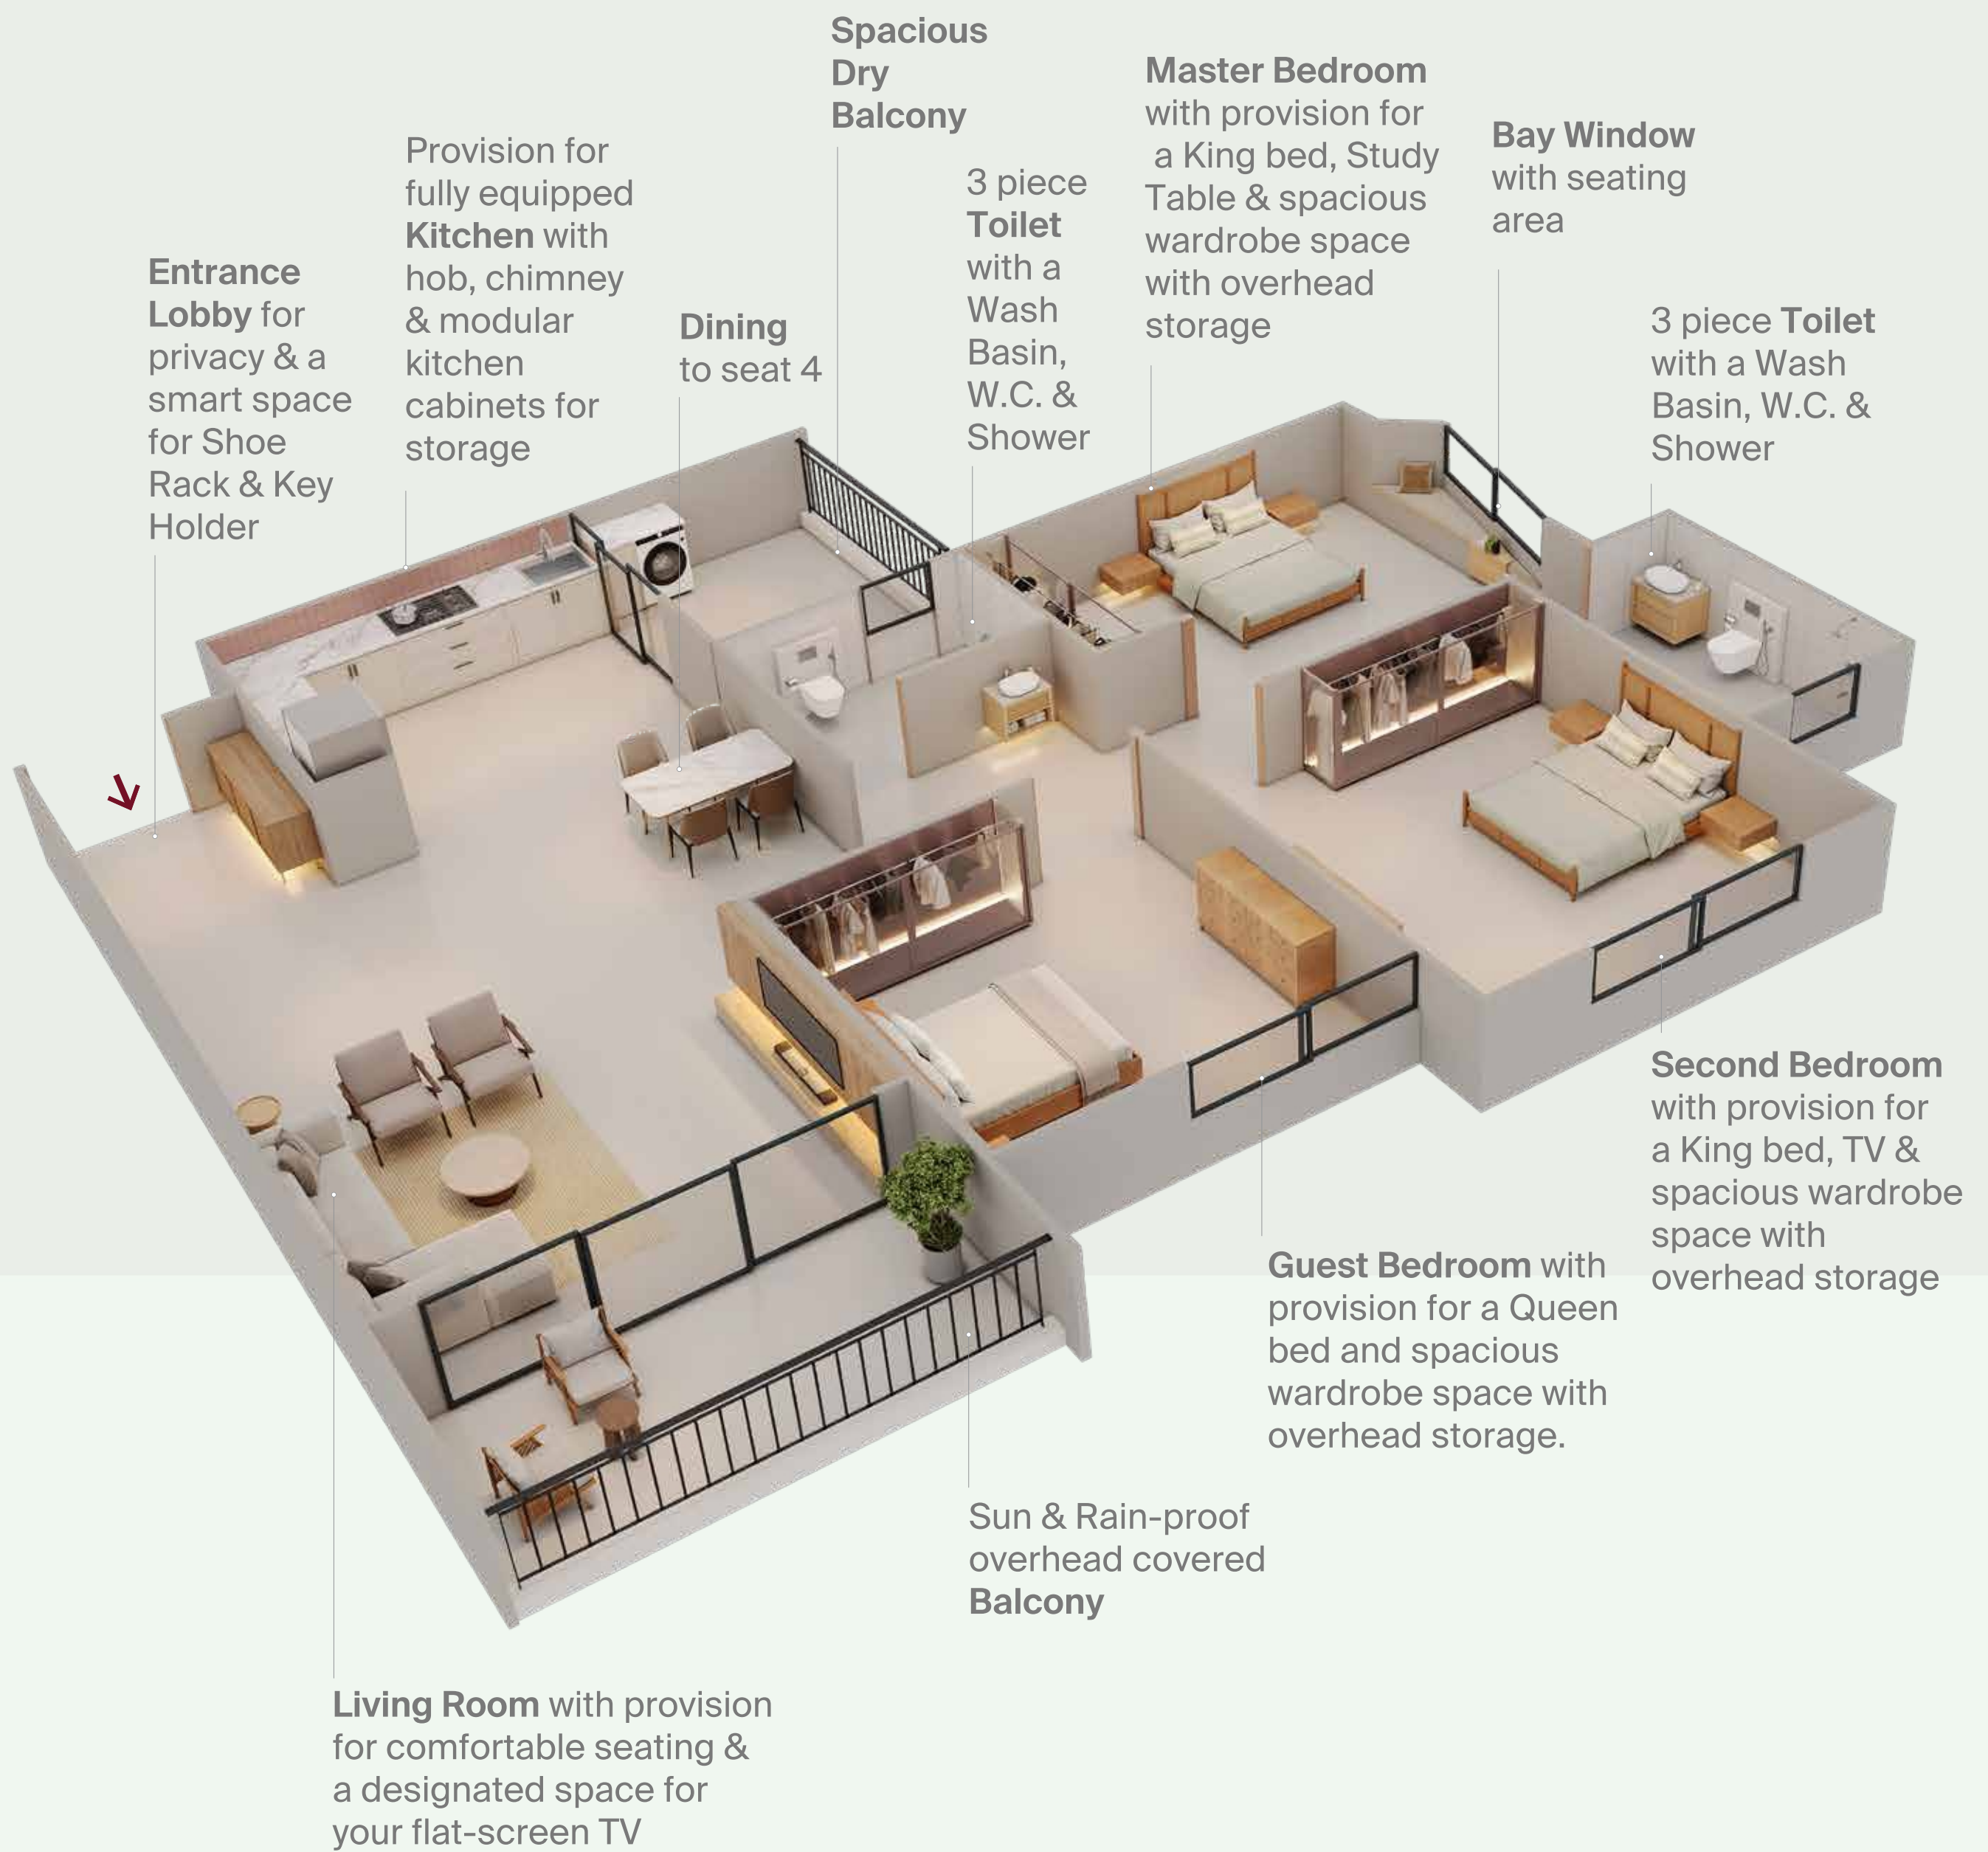 Spacious
Dry
Balcony
Master Bedroom
with provision for
a King bed, Study
Table & spacious
wardrobe space
with overhead
storage
Bay Window
with seating
area
Provision for
fully equipped
Kitchen with
hob, chimney
& modular
kitchen
cabinets for
storage
3 piece
Toilet
with a
Wash
Basin,
W.C. &
Shower
Entrance
Lobby for
privacy & a
smart space
for Shoe
Rack & Key
Holder
Dining
to seat 4
3 piece Toilet
with a Wash
Basin, W.C. &
Shower
Second Bedroom
with provision for
a King bed, TV &
spacious wardrobe
space with
overhead storage
Guest Bedroom with
provision for a Queen
bed and spacious
wardrobe space with
overhead storage.
Sun & Rain-proof
overhead covered
Balcony
Living Room with provision
for comfortable seating &
a designated space for
your flat-screen TV